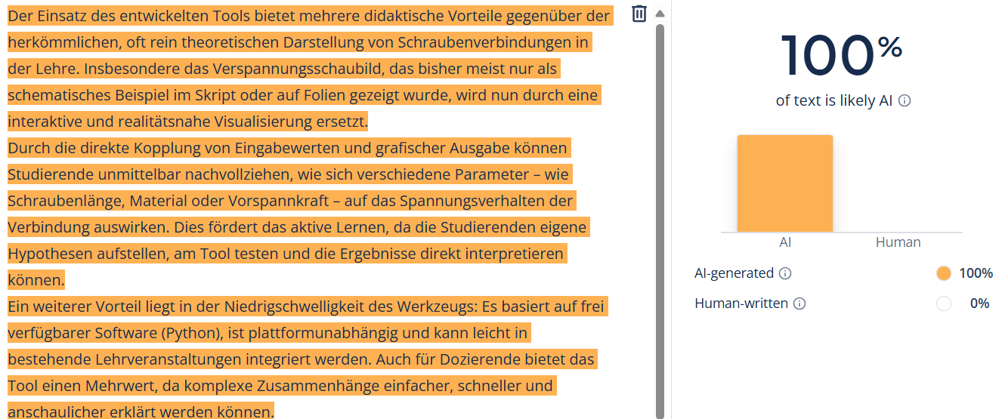 Der Einsatz des entwickelten Tools bietet mehrere didaktische Vorteile gegenüber der
herkömmlichen, oft rein theoretischen Darstellung von Schraubenverbindungen in
der Lehre. Insbesondere das Verspannungsschaubild, das bisher meist nur als
schematisches Beispiel im Skript oder auf Folien gezeigt wurde, wird nun durch eine
interaktive und realitätsnahe Visualisierung ersetzt.
Durch die direkte Kopplung von Eingabewerten und grafischer Ausgabe können
Studierende unmittelbar nachvollziehen, wie sich verschiedene Parameter – wie
Schraubenlänge, Material oder Vorspannkraft – auf das Spannungsverhalten der
Verbindung auswirken. Dies fördert das aktive Lernen, da die Studierenden eigene
Hypothesen aufstellen, am Tool testen und die Ergebnisse direkt interpretieren
können.
Ein weiterer Vorteil liegt in der Niedrigschwelligkeit des Werkzeugs: Es basiert auf frei
verfügbarer Software (Python), ist plattformunabhängig und kann leicht in
bestehende Lehrveranstaltungen integriert werden. Auch für Dozierende bietet das
Tool einen Mehrwert, da komplexe Zusammenhänge einfacher, schneller und
anschaulicher erklärt werden können.
100%
of text is likely AI
AI Human
AI-generated 100%
Human-written 0%